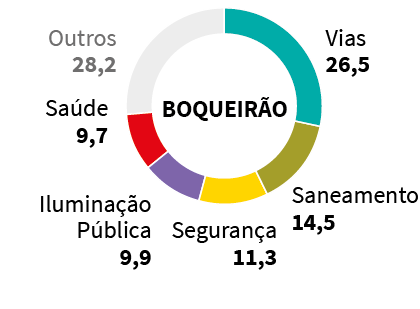 Outros
28,2
Vias
26,5
Saúde
9,7
BOQUEIRÃO
Saneamento
14,5
Iluminação
Pública
9,9
Segurança
11,3